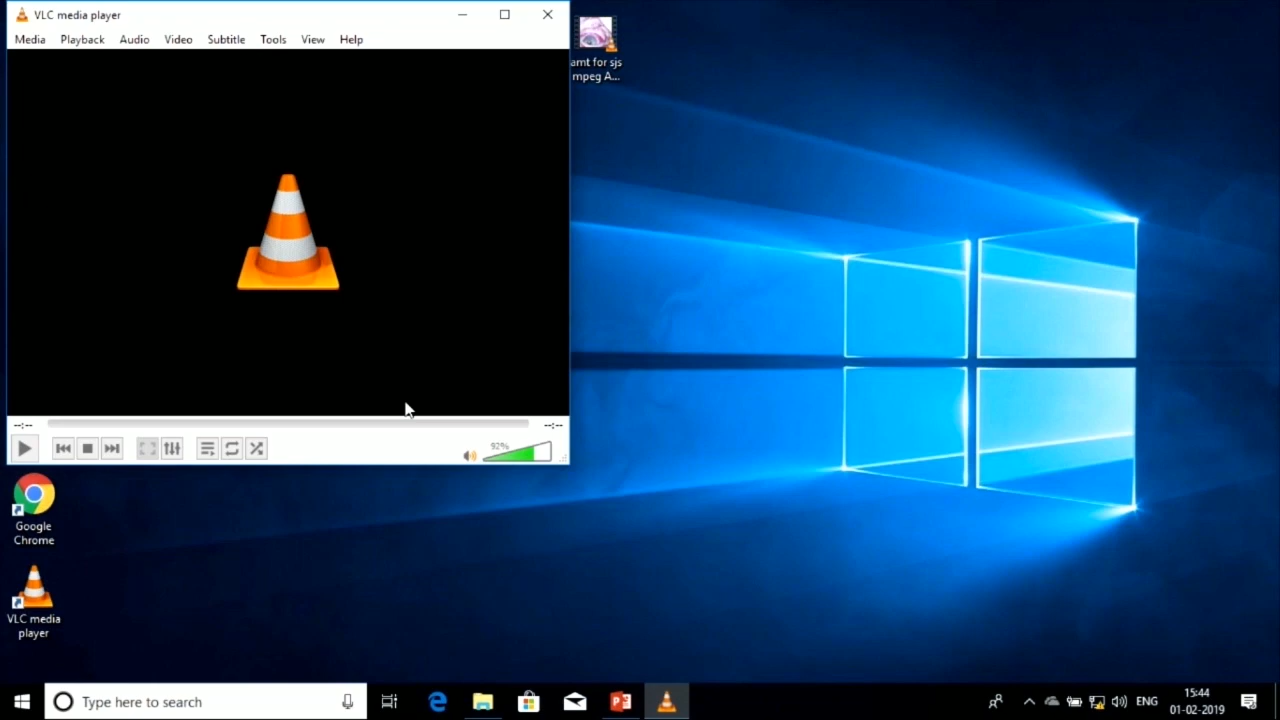 VLC media player
Media Playback Audio Video Subtitle Tools View Help
amt for sjs
mpeg A...
--:-- --:--
92%
Google
Chrome
VLC media
player
Type here to search
ENG
15:44
01-02-2019